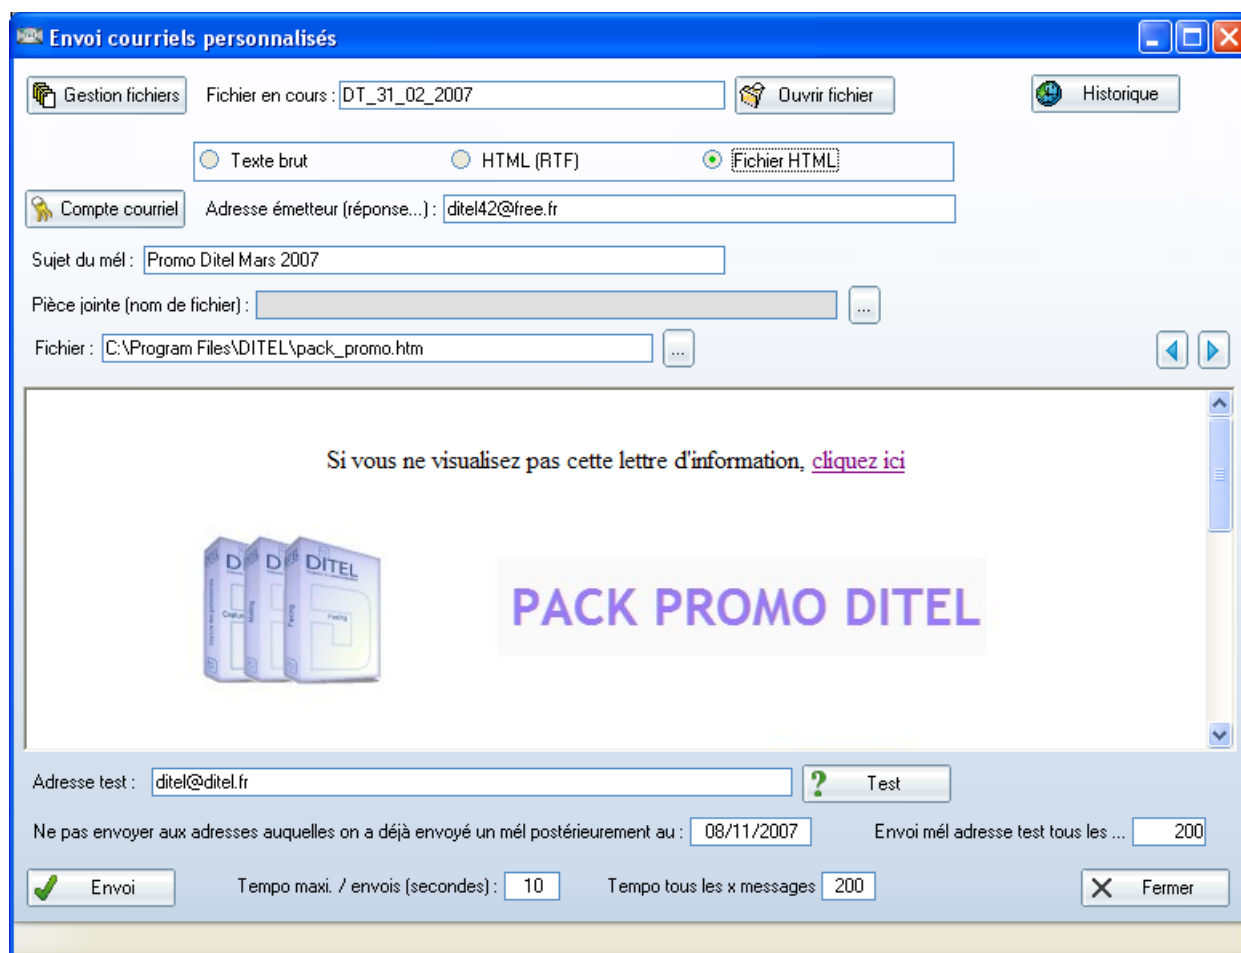 Envoi courriels personnalisés
Gestion fichiers Fichier en cours : DT_31_02_2007 Ouvrir fichier Historique
Texte brut HTML (RTF) Fichier HTML
Compte courriel Adresse émetteur (réponse...) : ditel42@free.fr
Sujet du mél : Promo Ditel Mars 2007
Pièce jointe (nom de fichier) : ...
Fichier : C:\Program Files\DITEL\pack_promo.htm ...
Si vous ne visualisez pas cette lettre d'information, cliquez ici
DITEL
Faxing
PACK PROMO DITEL
Adresse test : ditel@ditel.fr ? Test
Ne pas envoyer aux adresses auquelles on a déjà envoyé un mél postérieurement au : 08/11/2007 Envoi mél adresse test tous les ... 200
Envoi Tempo maxi. / envois (secondes) : 10 Tempo tous les x messages 200 Fermer